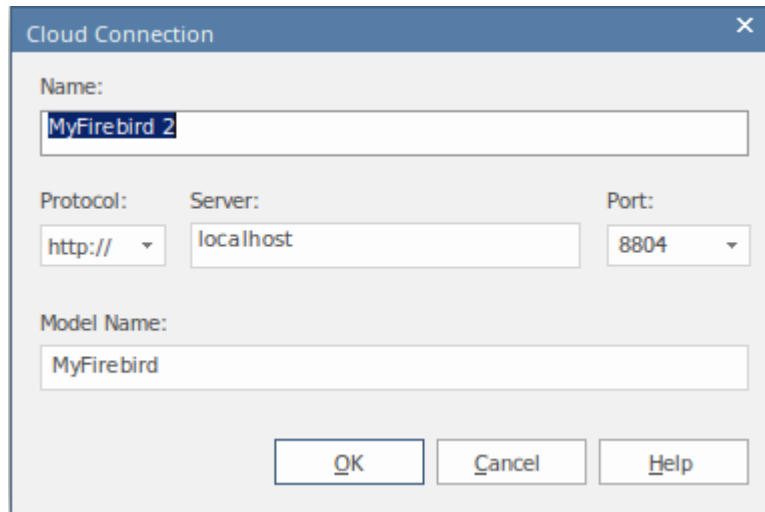 Cloud Connection
Name:
MyFirebird 2
Protocol: Server: Port:
http:// localhost 8804
Model Name:
MyFirebird
OK Cancel Help